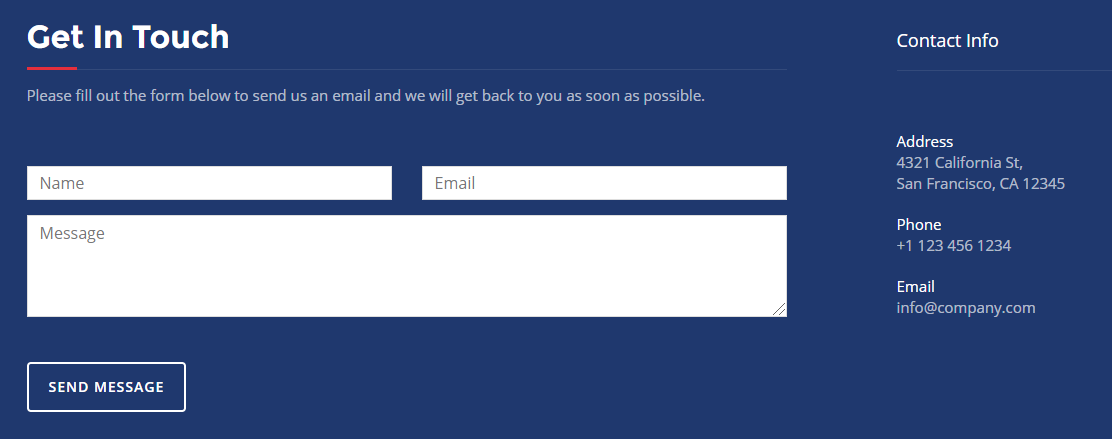 Get In Touch
Please fill out the form below to send us an email and we will get back to you as soon as possible.
Name
Email
Message
SEND MESSAGE
Contact Info
Address
4321 California St,
San Francisco, CA 12345
Phone
+1 123 456 1234
Email
info@company.com